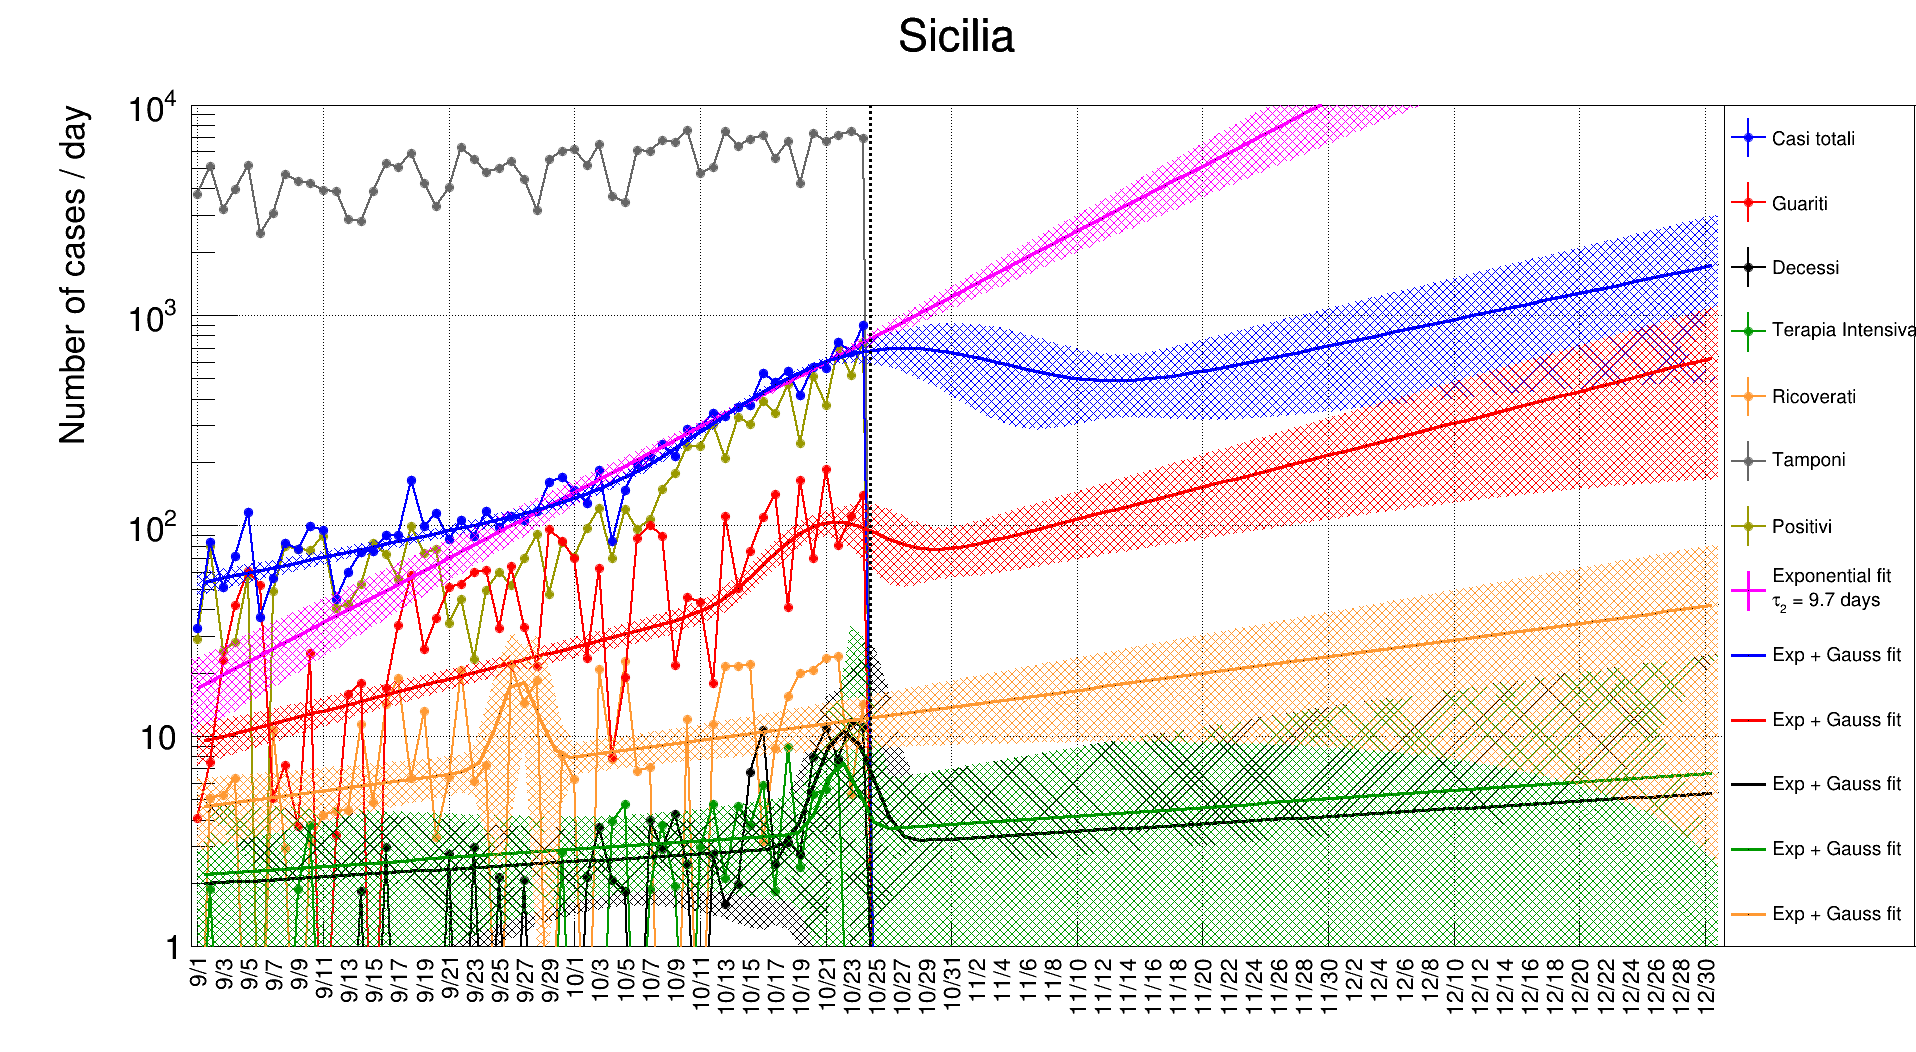 Sicilia
Number of cases / day
10^4
10^3
10^2
10
1
9/1 9/3 9/5 9/7 9/9 9/11 9/13 9/15 9/17 9/19 9/21 9/23 9/25 9/27 9/29 10/1 10/3 10/5 10/7 10/9 10/11 10/13 10/15 10/17 10/19 10/21 10/23 10/25 10/27 10/29 10/31 11/2 11/4 11/6 11/8 11/10 11/12 11/14 11/16 11/18 11/20 11/22 11/24 11/26 11/28 11/30 12/2 12/4 12/6 12/8 12/10 12/12 12/14 12/16 12/18 12/20 12/22 12/24 12/26 12/28 12/30
Casi totali
Guariti
Decessi
Terapia Intensiva
Ricoverati
Tamponi
Positivi
Exponential fit
τ₂ = 9.7 days
Exp + Gauss fit
Exp + Gauss fit
Exp + Gauss fit
Exp + Gauss fit
Exp + Gauss fit